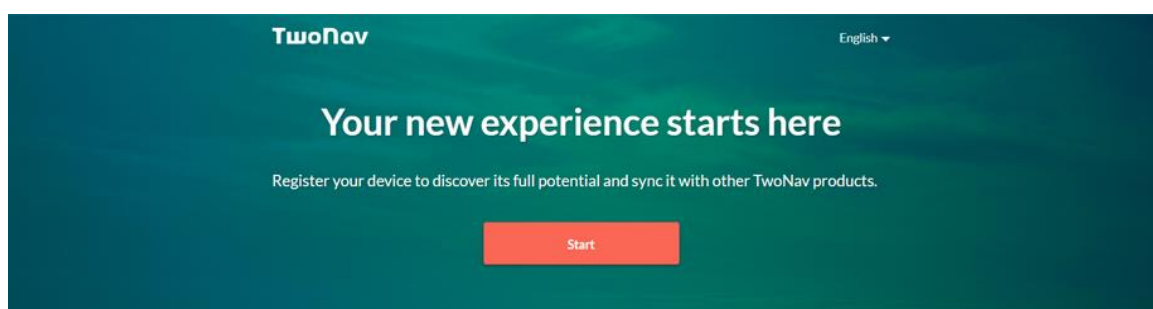 TwoNav
English
Your new experience starts here
Register your device to discover its full potential and sync it with other TwoNav products.
Start